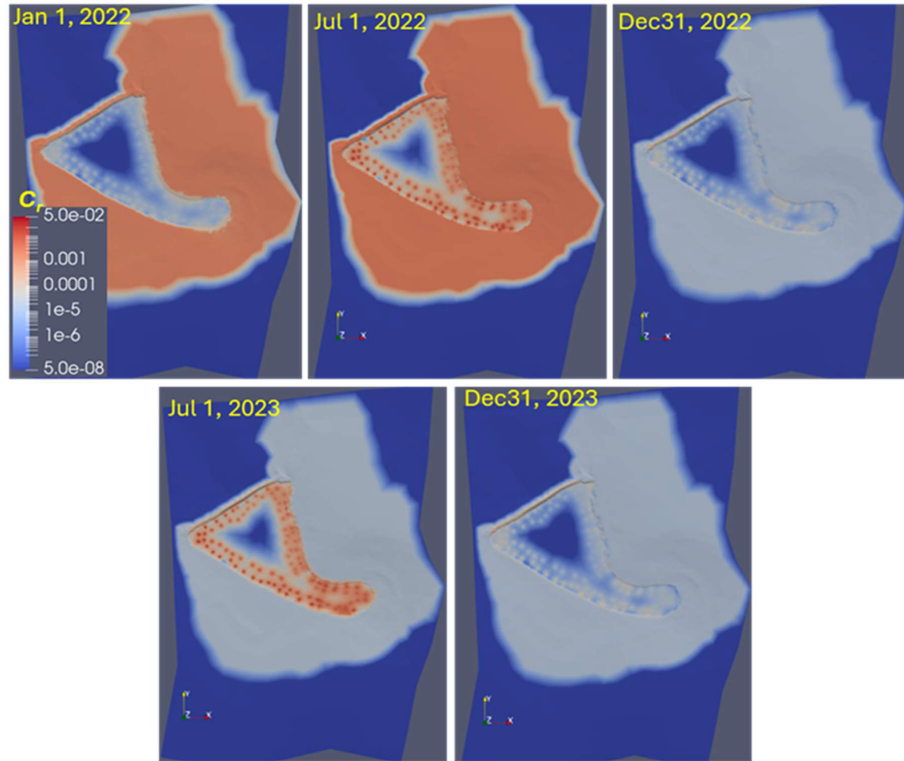 Jan 1, 2022
Jul 1, 2022
Dec31, 2022
Cr
5.0e-02
0.001
0.0001
1e-5
1e-6
5.0e-08
Y
Z
X
Y
Z
X
Jul 1, 2023
Dec31, 2023
Y
Z
X
Y
Z
X